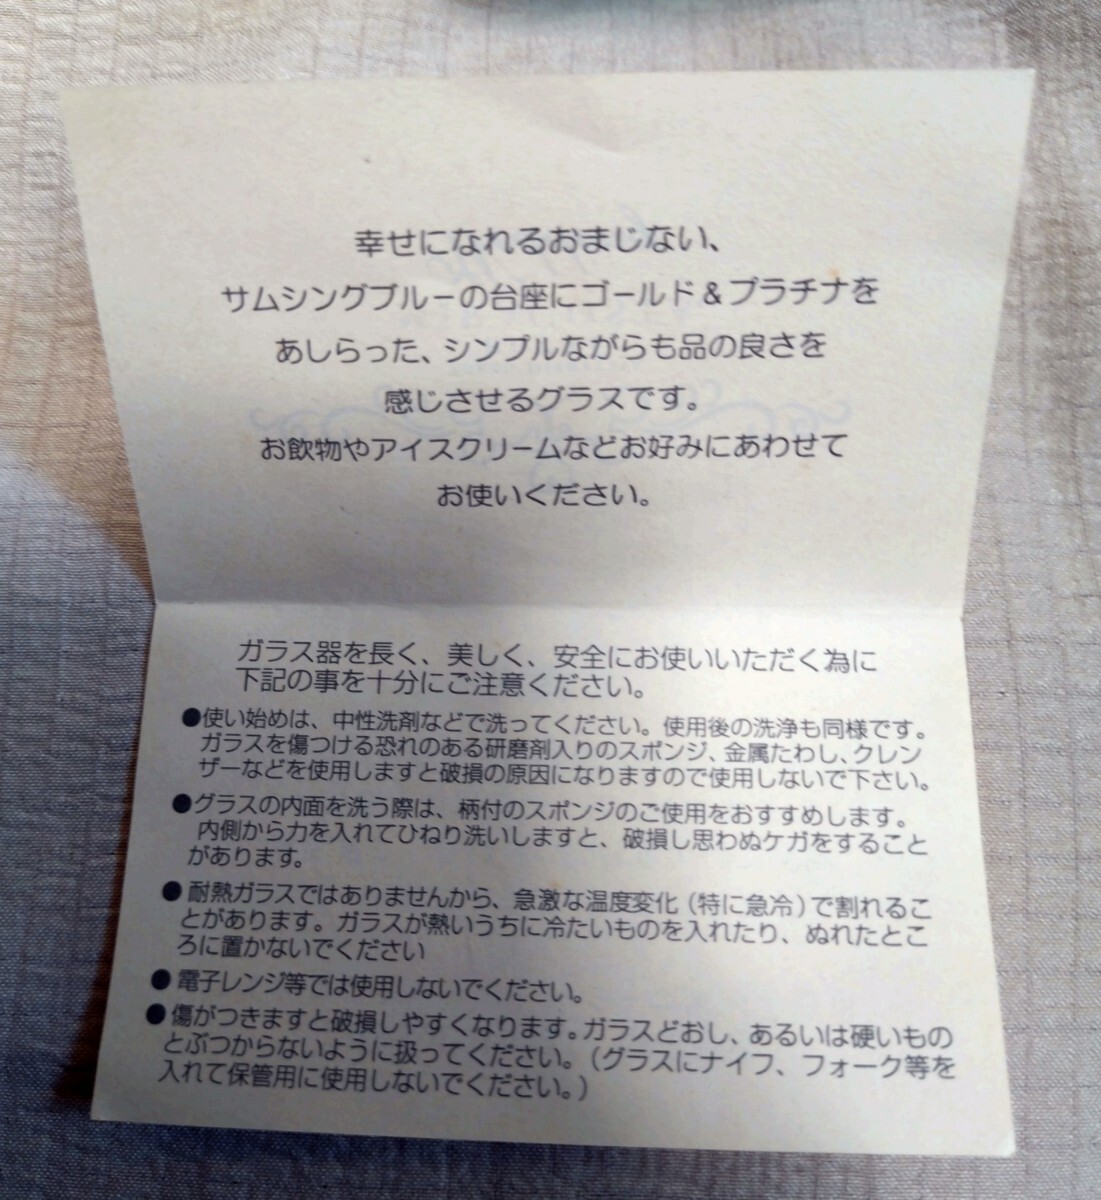 幸せになれるおまじない、
サムシングブルーの台座にゴールド＆プラチナを
あしらった、シンプルながらも品の良さを
感じさせるグラスです。
お飲物やアイスクリームなどお好みにあわせて
お使いください。
ガラス器を長く、美しく、安全にお使いいただく為に
下記の事を十分にご注意ください。
●使い始めは、中性洗剤などで洗ってください。使用後の洗浄も同様です。
ガラスを傷つける恐れのある研磨剤入りのスポンジ、金属たわし、クレン
ザーなどを使用しますと破損の原因になりますので使用しないで下さい。
●グラスの内面を洗う際は、柄付のスポンジのご使用をおすすめします。
内側から力を入れてひねり洗いしますと、破損し思わぬケガをすること
があります。
●耐熱ガラスではありませんから、急激な温度変化（特に急冷）で割れるこ
とがあります。ガラスが熱いうちに冷たいものを入れたり、ぬれたとこ
ろに置かないでください
●電子レンジ等では使用しないでください。
●傷がつきますと破損しやすくなります。ガラスどおし、あるいは硬いもの
とぶつからないように扱ってください。（グラスにナイフ、フォーク等を
入れて保管用に使用しないでください。）